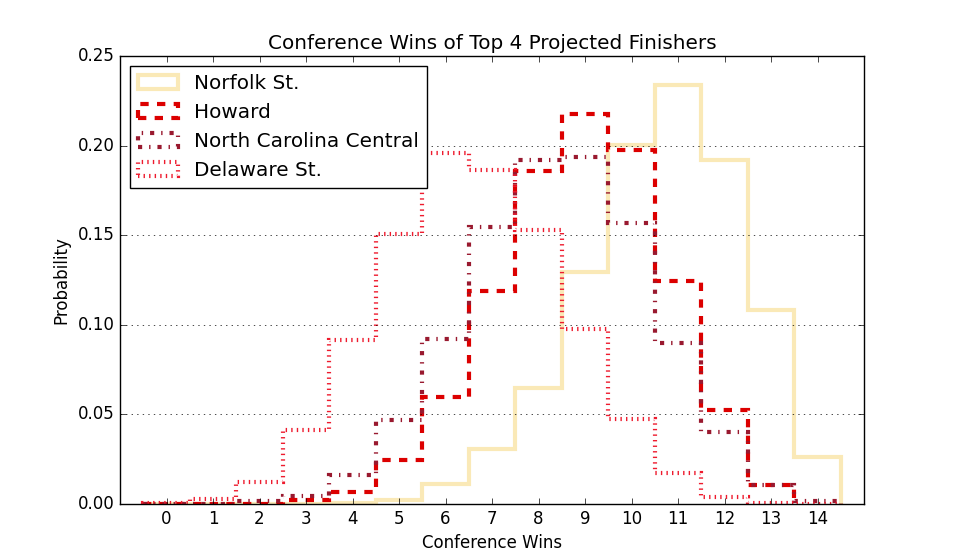 Conference Wins of Top 4 Projected Finishers
Norfolk St.
Howard
North Carolina Central
Delaware St.
0.25
0.20
0.15
0.10
0.05
0.00
Probability
0 1 2 3 4 5 6 7 8 9 10 11 12 13 14
Conference Wins